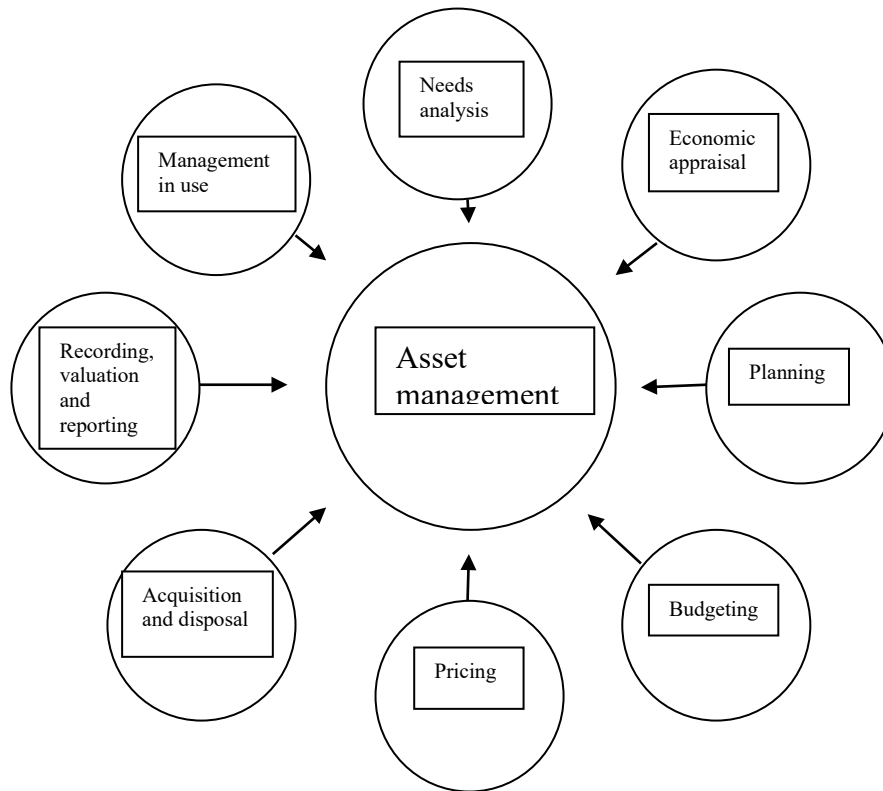 Needs
analysis
Economic
appraisal
Management
in use
Asset
management
Recording,
valuation
and
reporting
Planning
Acquisition
and disposal
Budgeting
Pricing